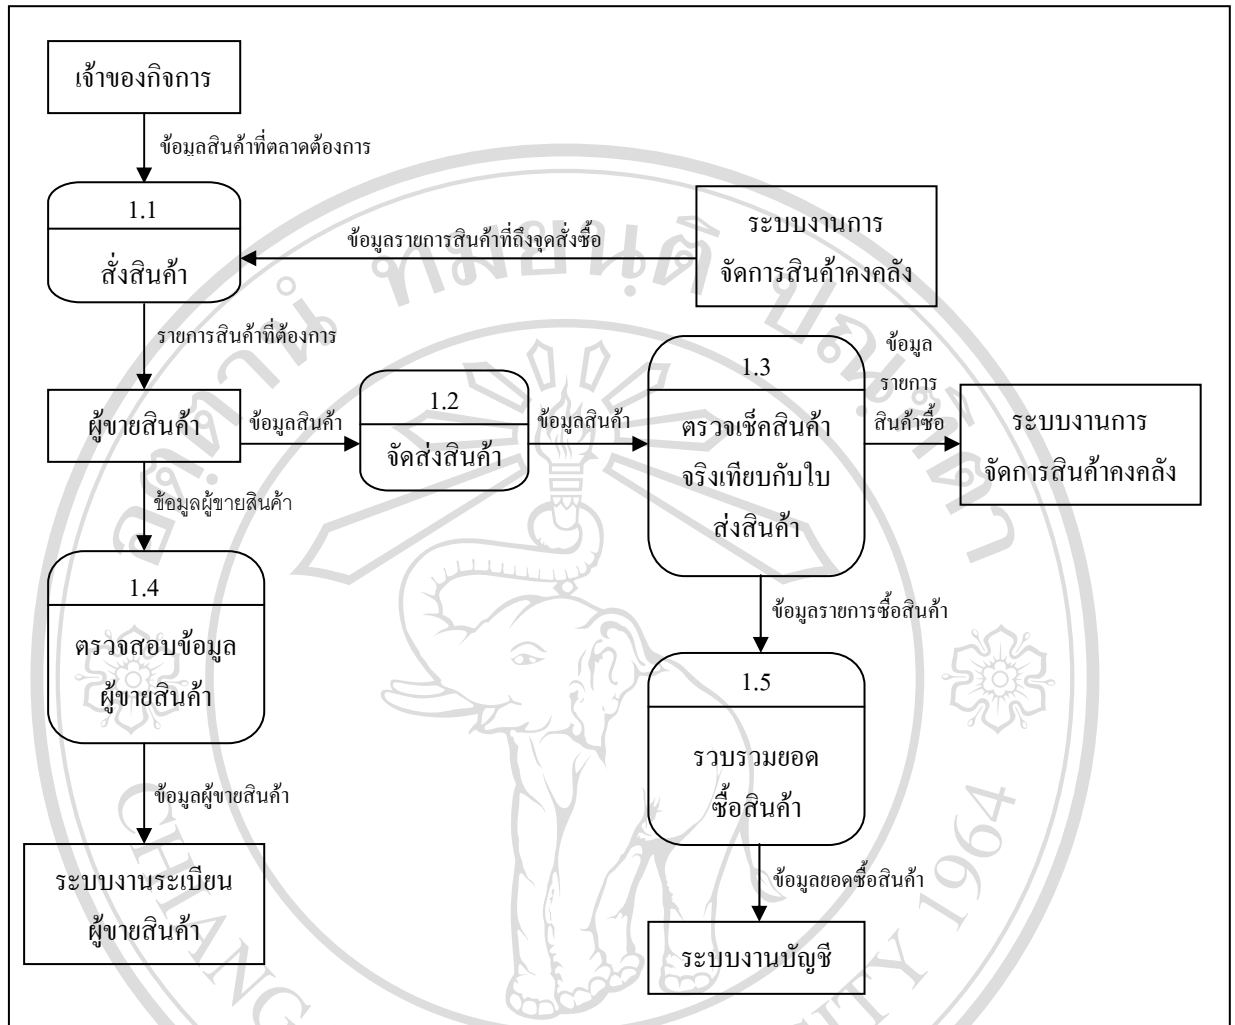 เจ้าของกิจการ
ข้อมูลสินค้าที่ตลาดต้องการ
1.1
สั่งสินค้า
ข้อมูลรายการสินค้าที่ถึงจุดสั่งซื้อ
ระบบงานการ
จัดการสินค้าคงคลัง
รายการสินค้าที่ต้องการ
ผู้ขายสินค้า
ข้อมูลสินค้า
1.2
จัดส่งสินค้า
ข้อมูลสินค้า
1.3
ตรวจเช็คสินค้า
จริงเทียบกับใบ
ส่งสินค้า
ข้อมูล
รายการ
สินค้าซื้อ
ระบบงานการ
จัดการสินค้าคงคลัง
ข้อมูลผู้ขายสินค้า
1.4
ตรวจสอบข้อมูล
ผู้ขายสินค้า
ข้อมูลรายการซื้อสินค้า
1.5
รวบรวมยอด
ซื้อสินค้า
ข้อมูลผู้ขายสินค้า
ระบบงานระเบียน
ผู้ขายสินค้า
ข้อมูลยอดซื้อสินค้า
ระบบงานบัญชี
1964